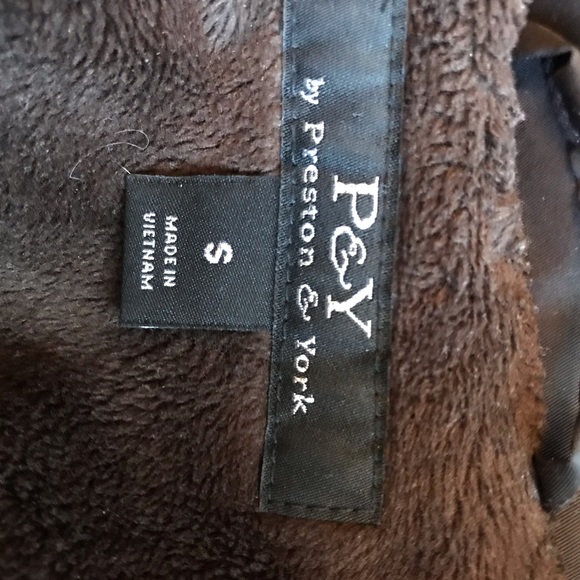 P&Y
by Preston & York
S
MADE IN
VIETNAM